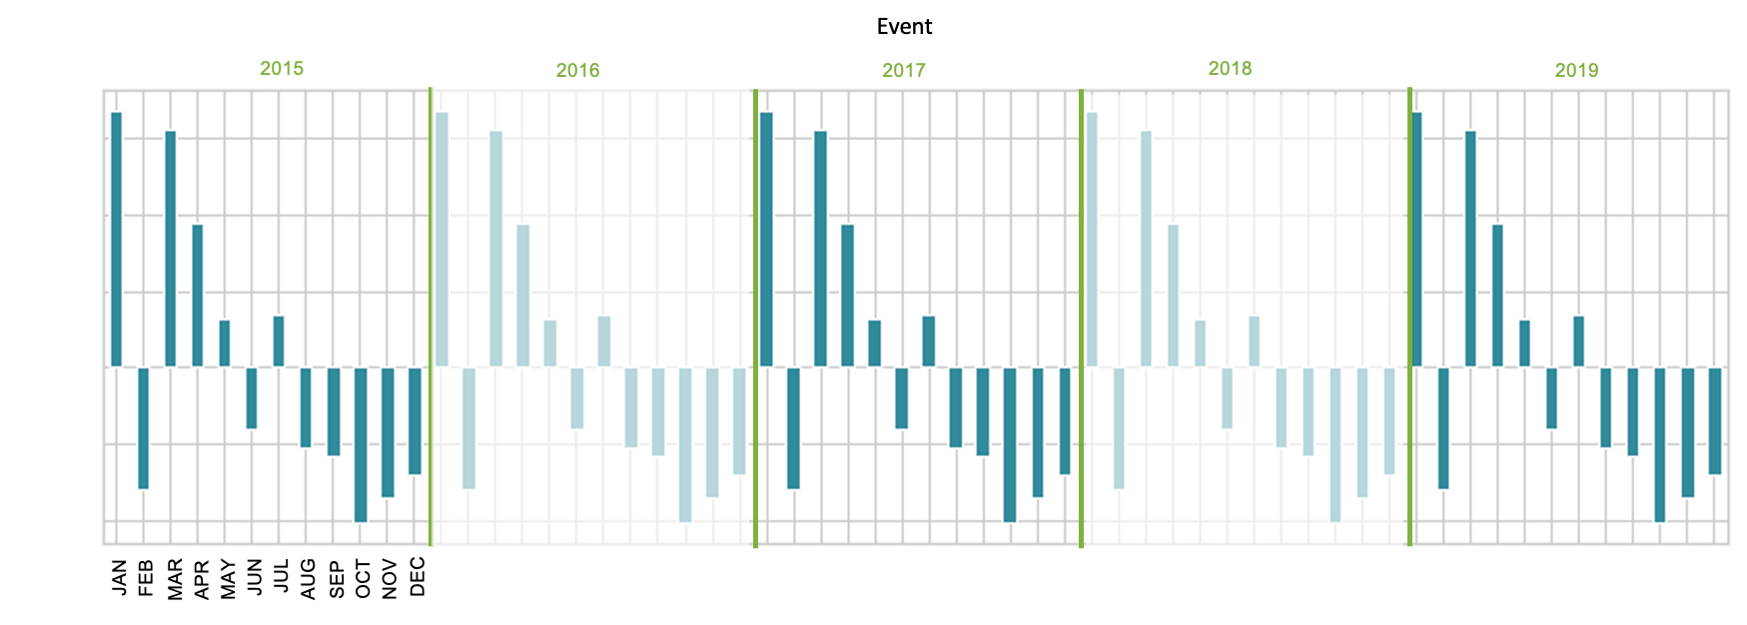 Event
2015 2016 2017 2018 2019
JAN FEB MAR APR MAY JUN JUL AUG SEP OCT NOV DEC